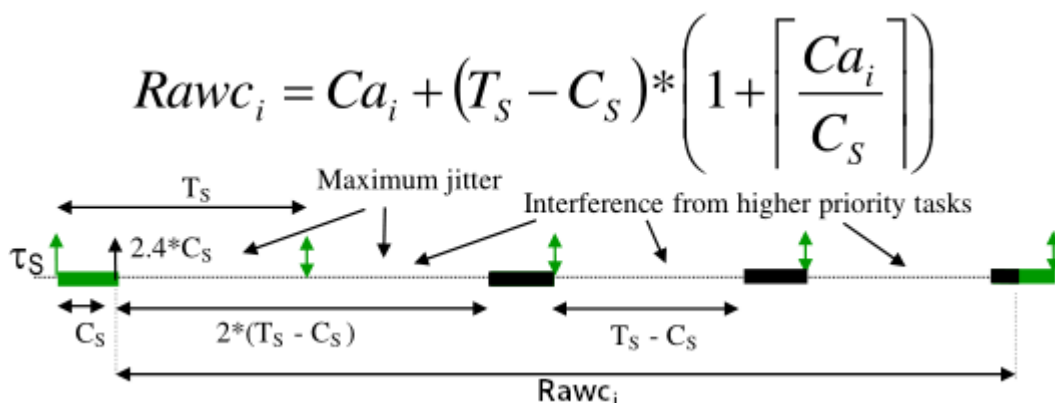 Rawc_i = Ca_i + (T_S − C_S) * (1 + ⌈Ca_i / C_S⌉)
Maximum jitter
T_S
Interference from higher priority tasks
2.4*C_S
τ_S
C_S
2*(T_S - C_S)
T_S - C_S
Rawc_i